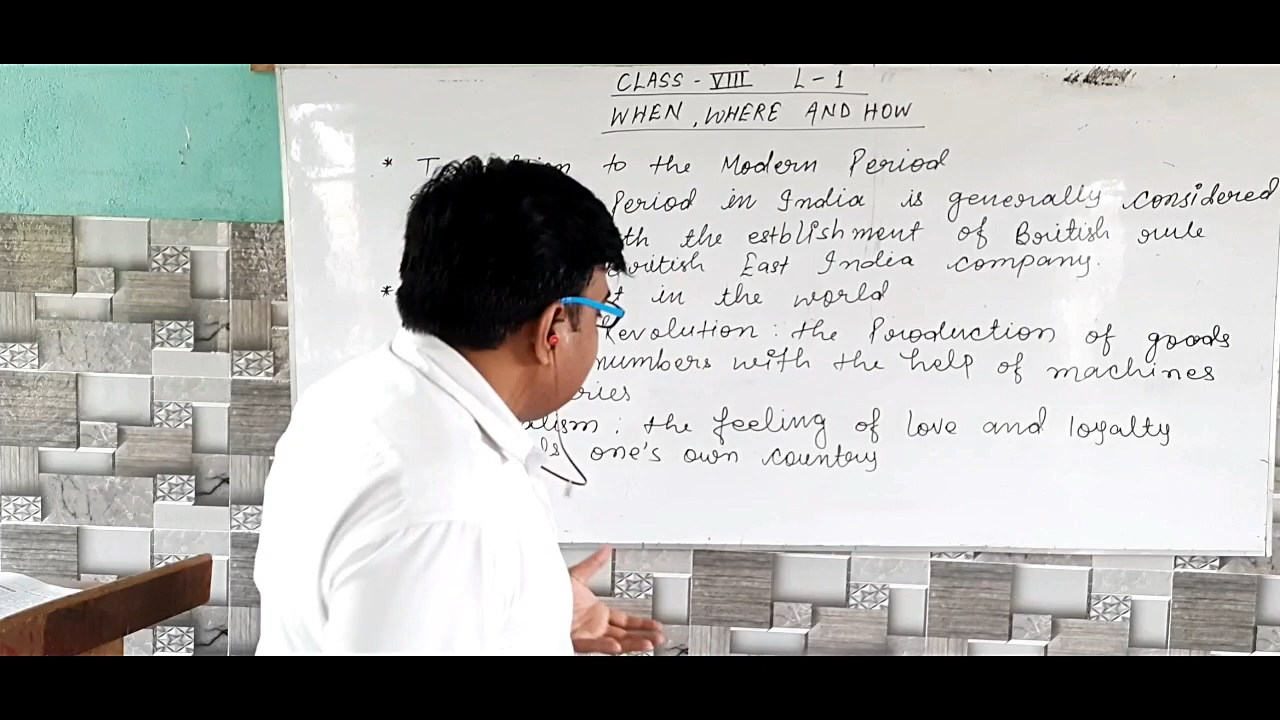 CLASS - VIII L - 1
WHEN, WHERE AND HOW
* to the Modern Period
Period in India is generally considered
the estblishment of British rule
British East India company.
* in the world
Revolution : the Production of goods
numbers with the help of machines
: the feeling of love and loyalty
one's own country